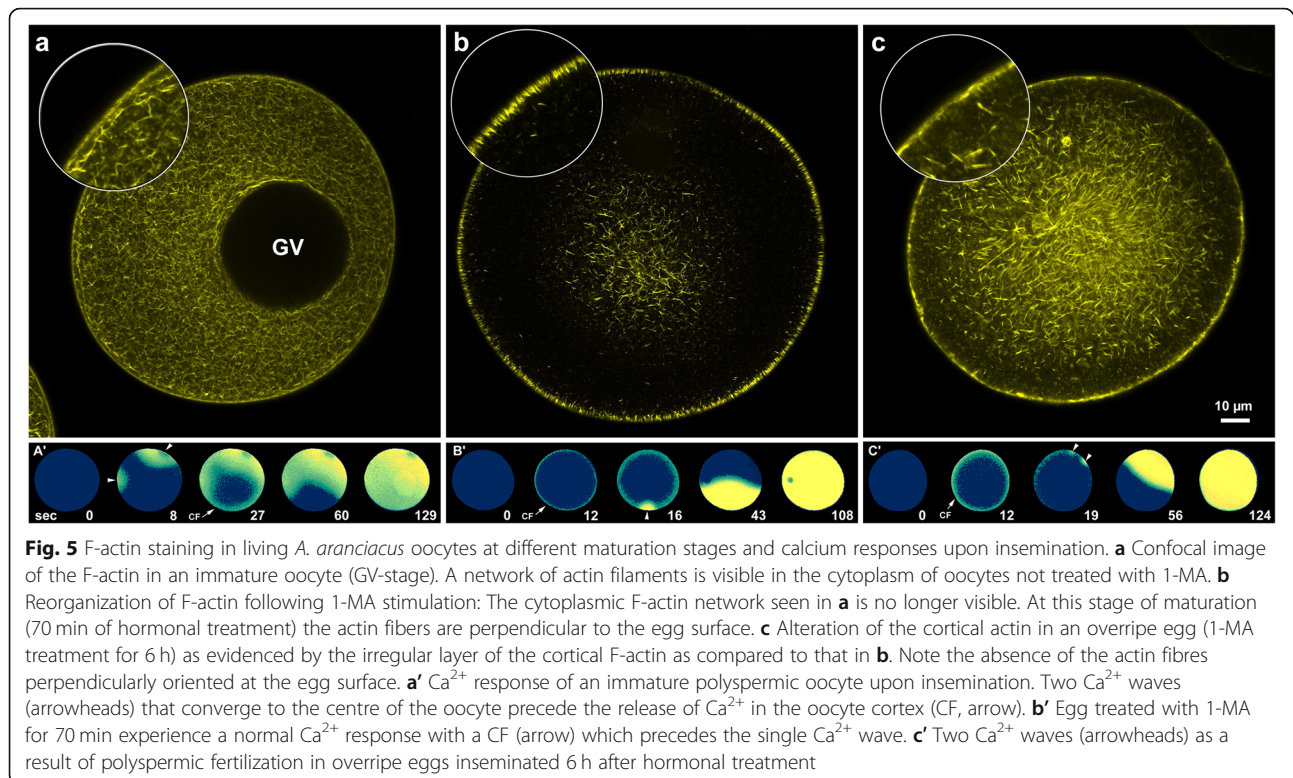 a
b
c
GV
10 µm
A'
sec 0 8 CF 27 60 129
B'
0 CF 12 16 43 108
C'
0 CF 12 19 56 124
Fig. 5 F-actin staining in living A. aranciacus oocytes at different maturation stages and calcium responses upon insemination. a Confocal image
of the F-actin in an immature oocyte (GV-stage). A network of actin filaments is visible in the cytoplasm of oocytes not treated with 1-MA. b
Reorganization of F-actin following 1-MA stimulation: The cytoplasmic F-actin network seen in a is no longer visible. At this stage of maturation
(70 min of hormonal treatment) the actin fibers are perpendicular to the egg surface. c Alteration of the cortical actin in an overripe egg (1-MA
treatment for 6 h) as evidenced by the irregular layer of the cortical F-actin as compared to that in b. Note the absence of the actin fibres
perpendicularly oriented at the egg surface. a' Ca2+ response of an immature polyspermic oocyte upon insemination. Two Ca2+ waves
(arrowheads) that converge to the centre of the oocyte precede the release of Ca2+ in the oocyte cortex (CF, arrow). b' Egg treated with 1-MA
for 70 min experience a normal Ca2+ response with a CF (arrow) which precedes the single Ca2+ wave. c' Two Ca2+ waves (arrowheads) as a
result of polyspermic fertilization in overripe eggs inseminated 6 h after hormonal treatment